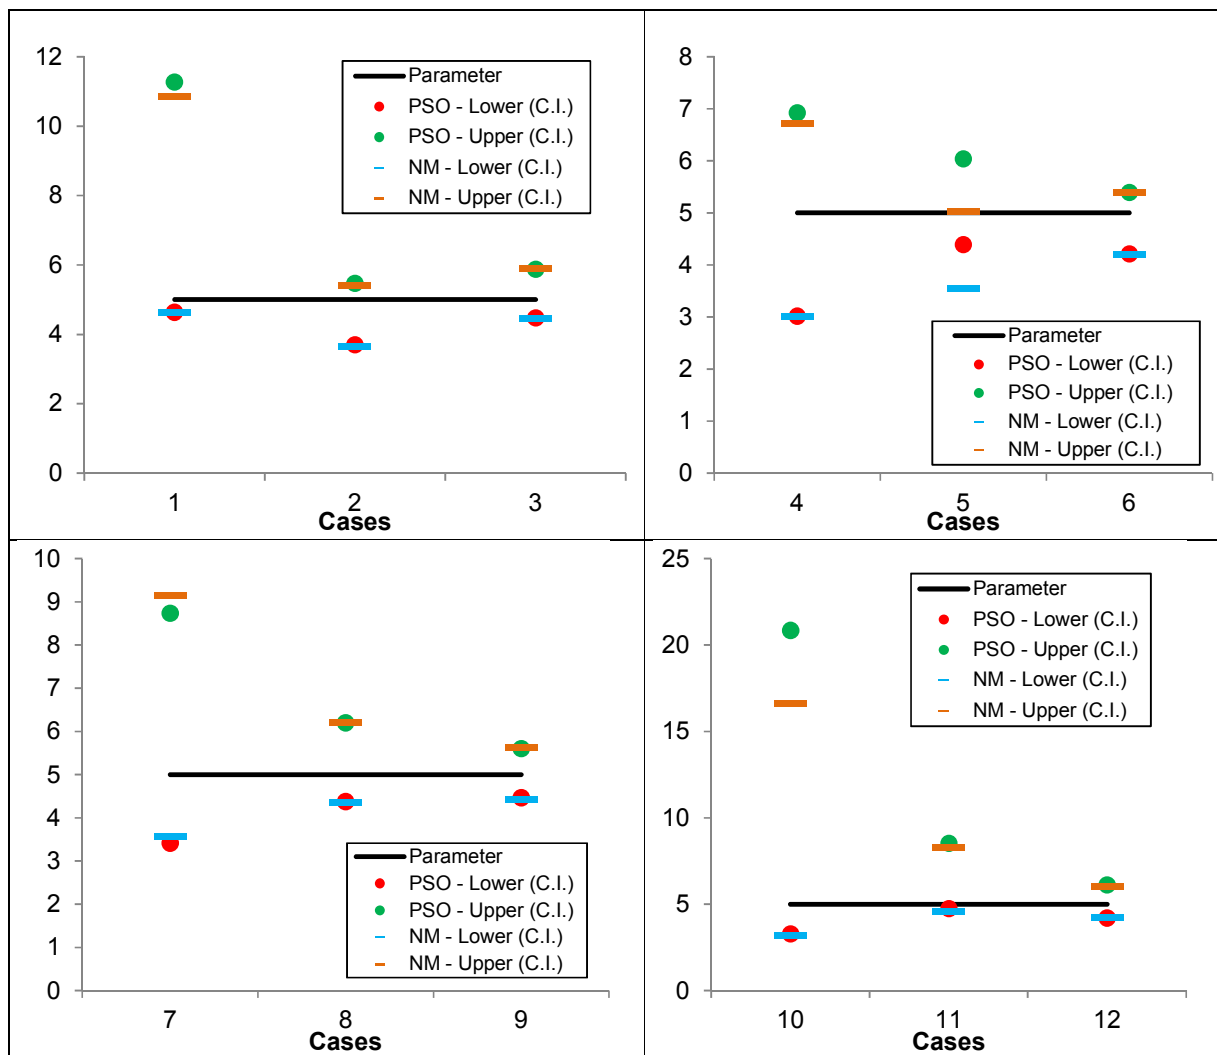 12
10
8
6
4
2
0
Parameter
PSO - Lower (C.I.)
PSO - Upper (C.I.)
NM - Lower (C.I.)
NM - Upper (C.I.)
1 2 3
Cases
8
7
6
5
4
3
2
1
0
Parameter
PSO - Lower (C.I.)
PSO - Upper (C.I.)
NM - Lower (C.I.)
NM - Upper (C.I.)
4 5 6
Cases
10
9
8
7
6
5
4
3
2
1
0
Parameter
PSO - Lower (C.I.)
PSO - Upper (C.I.)
NM - Lower (C.I.)
NM - Upper (C.I.)
7 8 9
Cases
25
20
15
10
5
0
Parameter
PSO - Lower (C.I.)
PSO - Upper (C.I.)
NM - Lower (C.I.)
NM - Upper (C.I.)
10 11 12
Cases